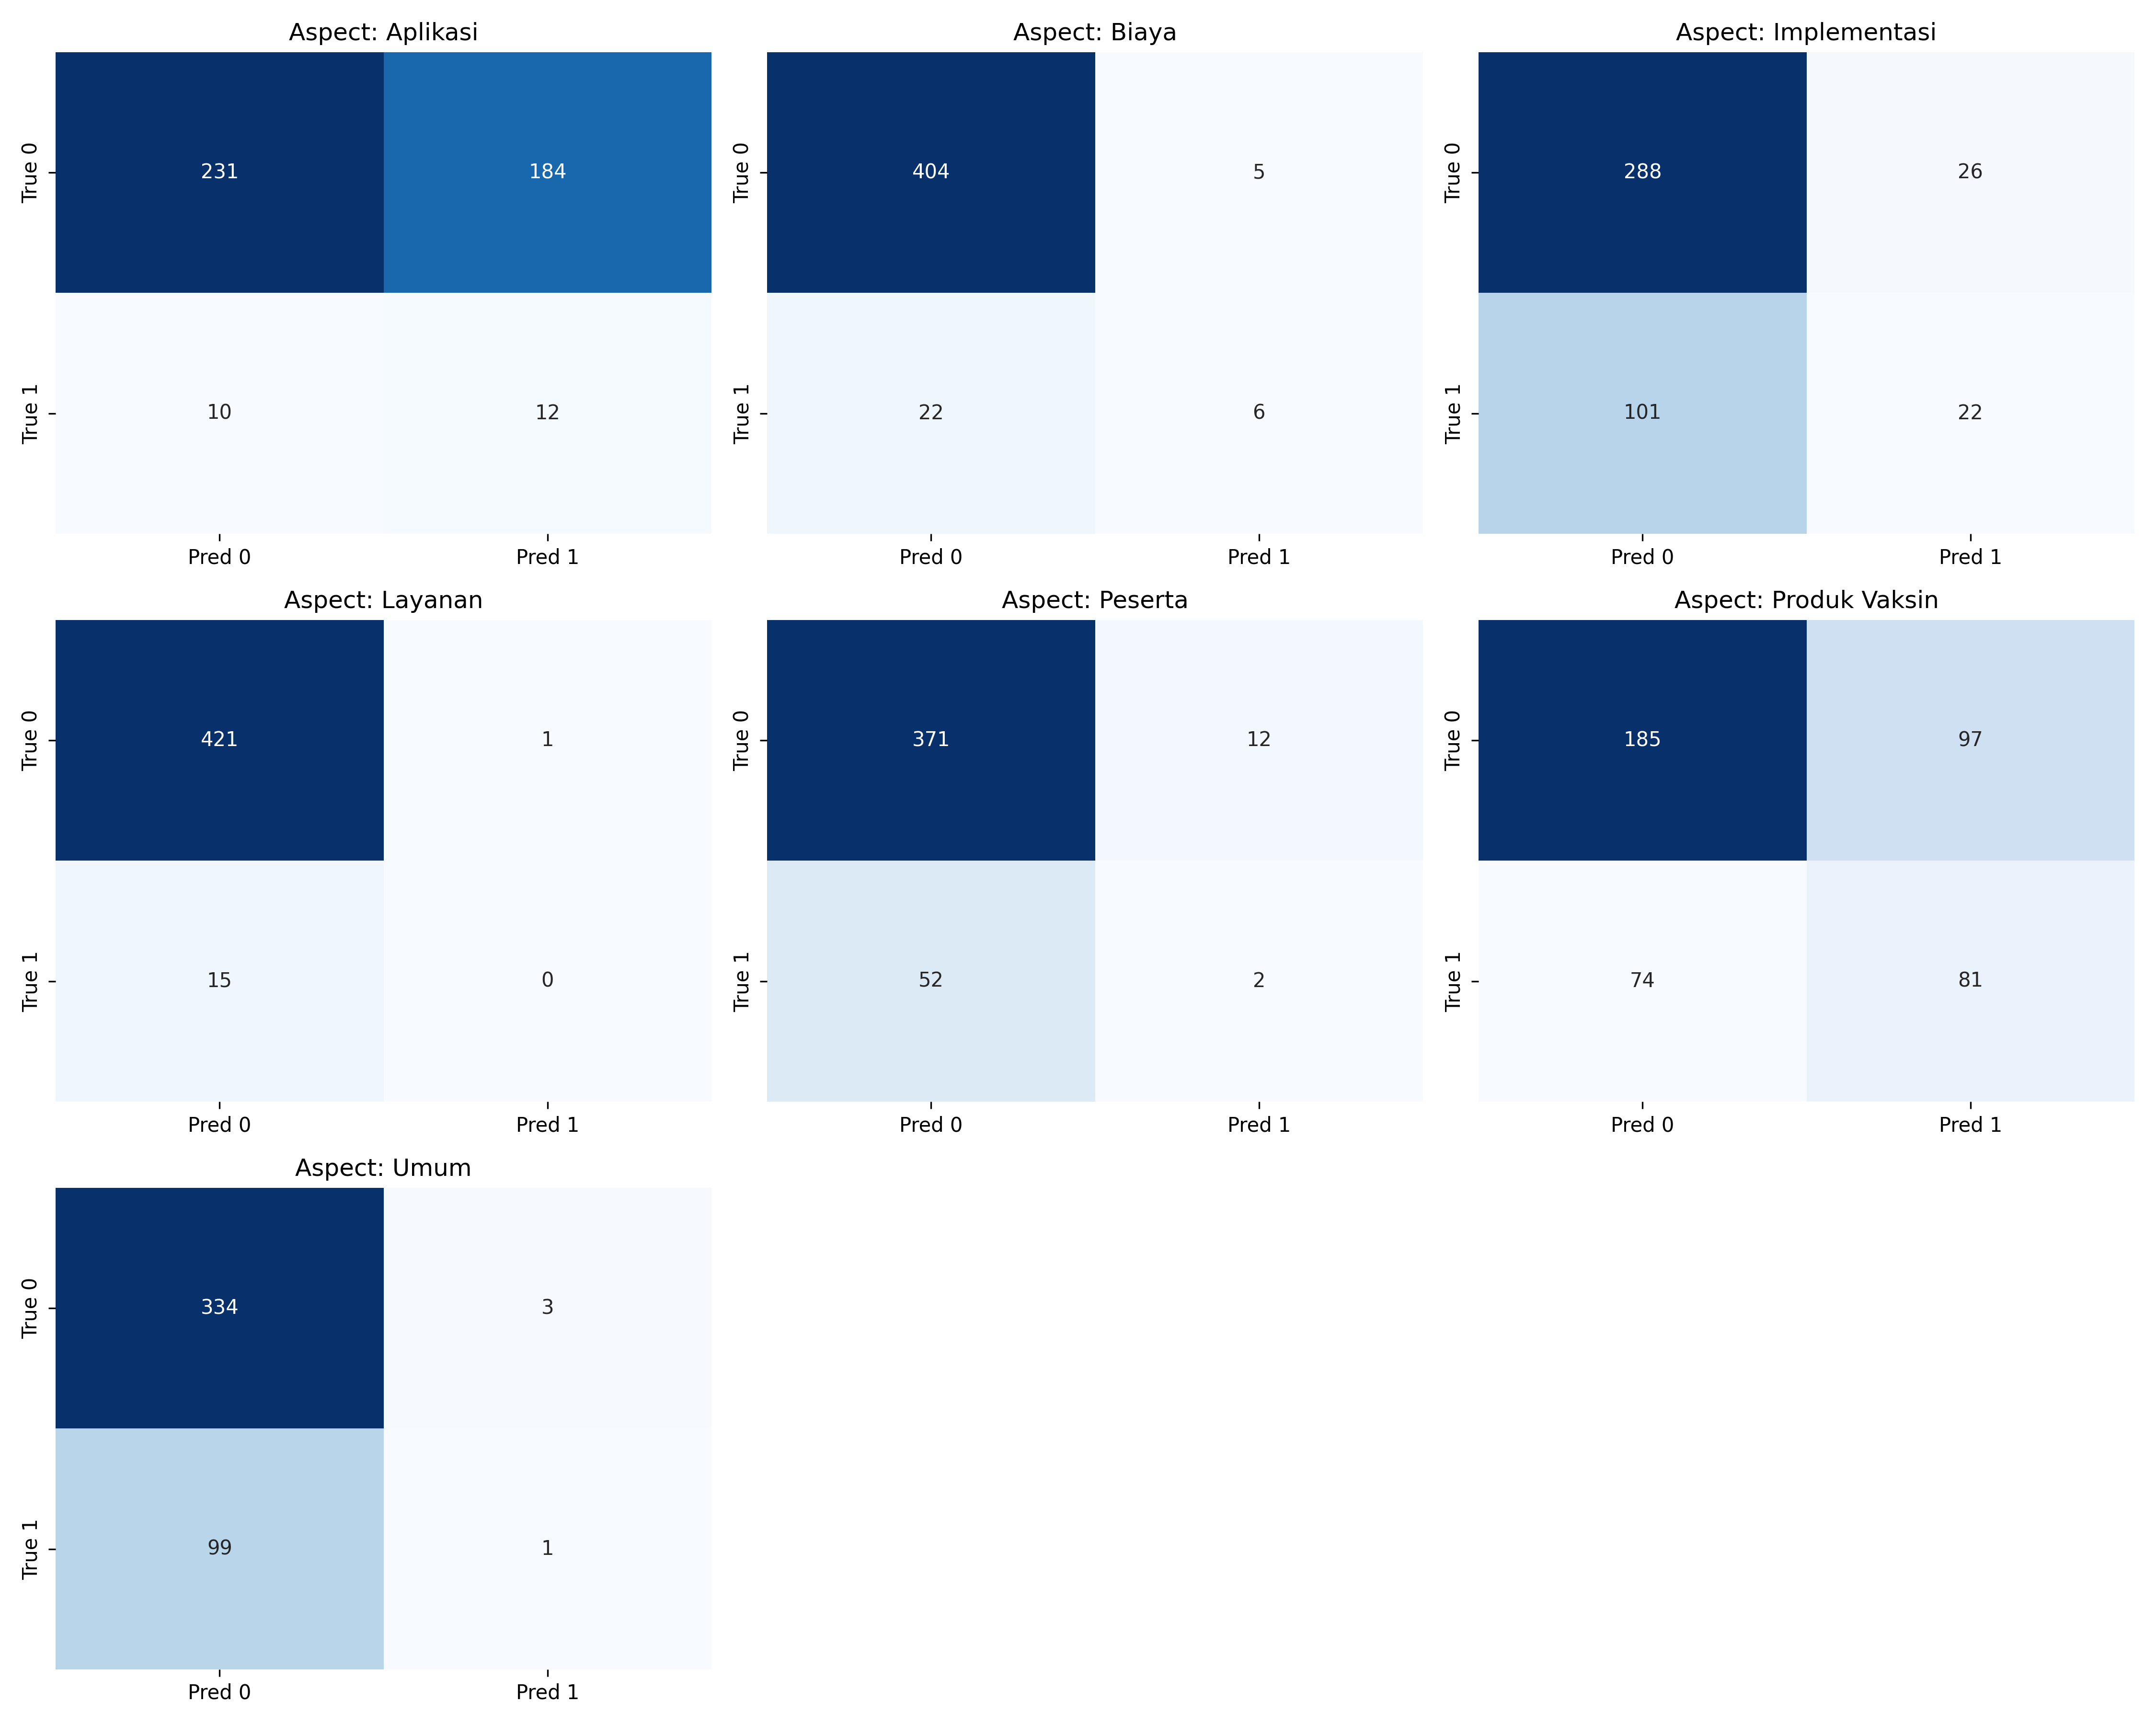 Aspect: Aplikasi
True 0
231
184
True 1
10
12
Pred 0
Pred 1
Aspect: Biaya
True 0
404
5
True 1
22
6
Pred 0
Pred 1
Aspect: Implementasi
True 0
288
26
True 1
101
22
Pred 0
Pred 1
Aspect: Layanan
True 0
421
1
True 1
15
0
Pred 0
Pred 1
Aspect: Peserta
True 0
371
12
True 1
52
2
Pred 0
Pred 1
Aspect: Produk Vaksin
True 0
185
97
True 1
74
81
Pred 0
Pred 1
Aspect: Umum
True 0
334
3
True 1
99
1
Pred 0
Pred 1